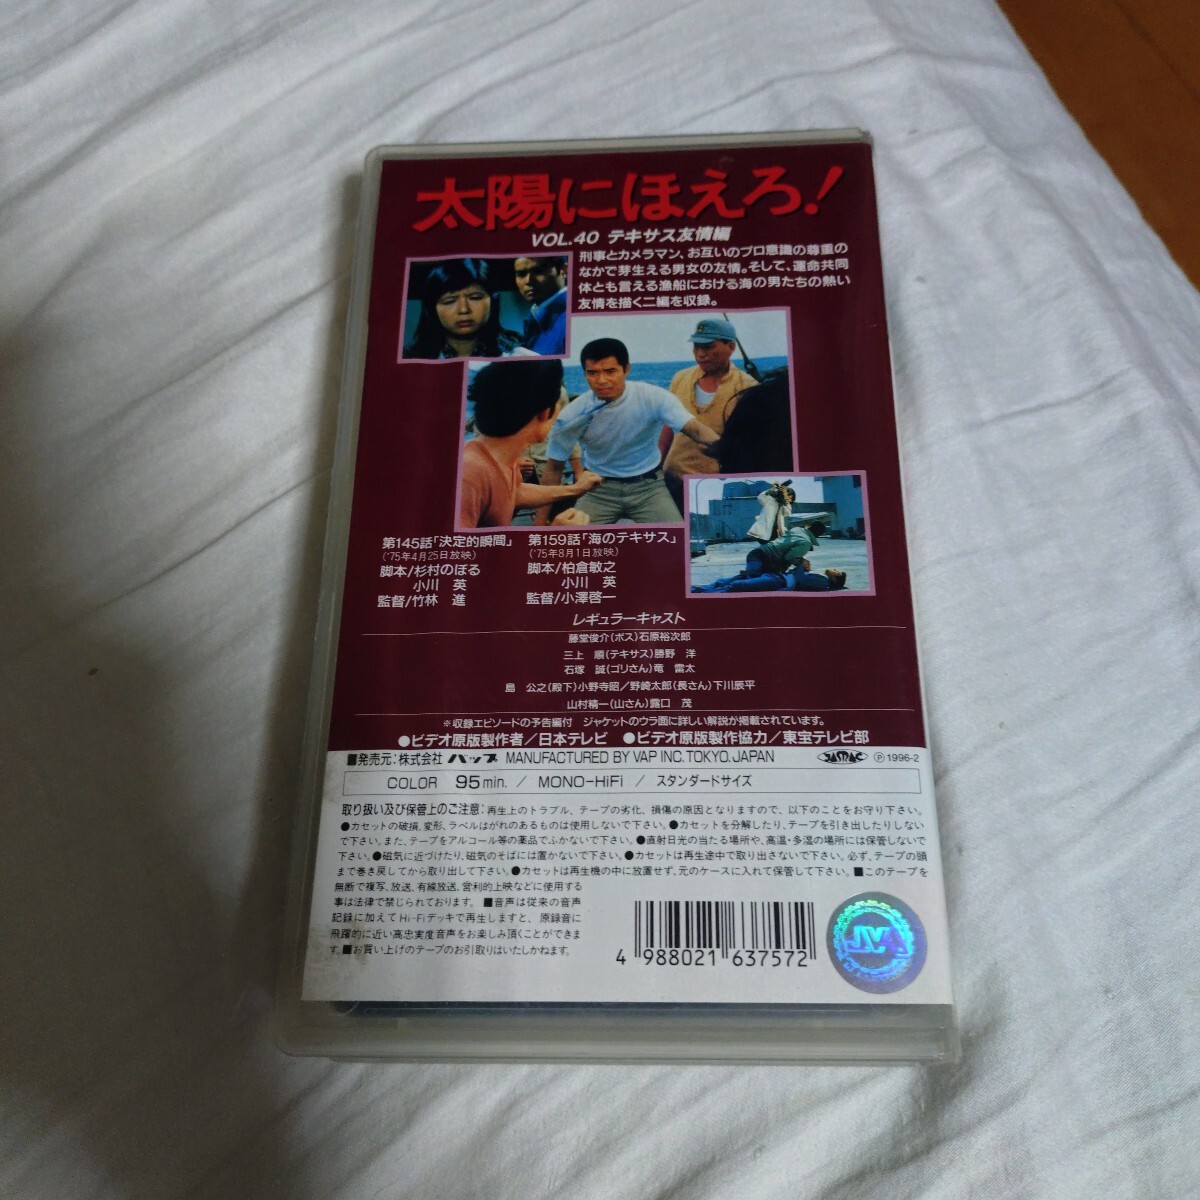 太陽にほえろ!
VOL.40 テキサス友情編
刑事とカメラマン、お互いのプロ意識の尊重の
なかで芽生える男女の友情。そして、運命共同
体とも言える漁船における海の男たちの熱い
友情を描く二編を収録。
第145話「決定的瞬間」
('75年4月25日放映)
脚本/杉村のぼる
小川 英
監督/竹林 進
第159話「海のテキサス」
('75年8月1日放映)
脚本/柏倉敏之
小川 英
監督/小澤啓一
レギュラーキャスト
藤堂俊介(ボス)石原裕次郎
三上 順(テキサス)勝野 洋
石塚 誠(ゴリさん)竜 雷太
島 公之(殿下)小野寺昭/野崎太郎(長さん)下川辰平
山村精一(山さん)露口 茂
※収録エピソードの予告編付 ジャケットのウラ面に詳しい解説が掲載されています。
●ビデオ原版製作者/日本テレビ ●ビデオ原版製作協力/東宝テレビ部
■発売元:株式会社 バップ MANUFACTURED BY VAP INC.TOKYO.JAPAN JASRAC Ⓟ1996-2
COLOR 95min. / MONO-HiFi / スタンダードサイズ
取り扱い及び保管上のご注意:再生上のトラブル、テープの劣化、損傷の原因となりますので、以下のことをお守り下さい。
●カセットの破損、変形、ラベルはがれのあるものは使用しないで下さい。●カセットを分解したり、テープを引き出したりしない
で下さい。また、テープをアルコール等の薬品でふかないで下さい。●直射日光の当たる場所や、高温・多湿の場所には保管しないで
下さい。●磁気に近づけたり、磁気のそばには置かないで下さい。●カセットは再生途中で取り出さないで下さい。必ず、テープの頭
まで巻き戻してから取り出して下さい。●カセットは再生機の中に放置せず、元のケースに入れて保管して下さい。■このテープを
無断で複写、放送、有線放送、営利的上映などに使用する
事は法律で禁じられております。■音声は従来の音声
記録に加えてHi-Fiデッキで再生しますと、原録音に
飛躍的に近い高忠実度音声をお楽しみ頂くことができま
す。■お買い上げのテープのお引取りはいたしかねます。
4 988021 637572
JVA